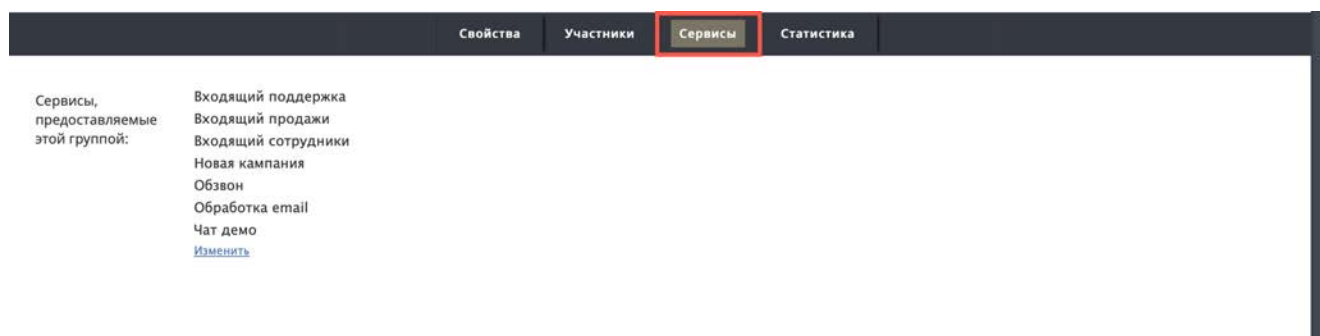 Свойства Участники Сервисы Статистика
Сервисы,
предоставляемые
этой группой:
Входящий поддержка
Входящий продажи
Входящий сотрудники
Новая кампания
Обзвон
Обработка email
Чат демо
Изменить